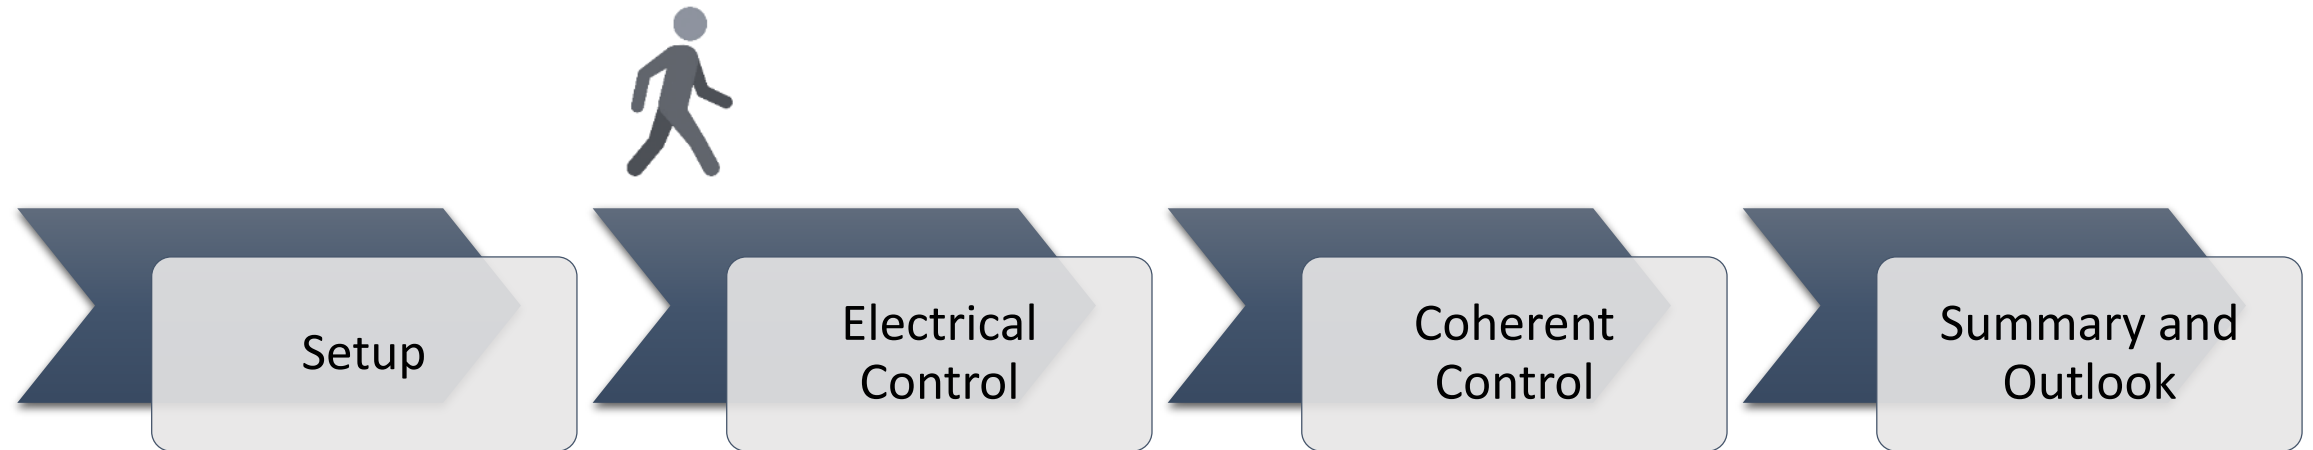 Setup
Electrical
Control
Coherent
Control
Summary and
Outlook